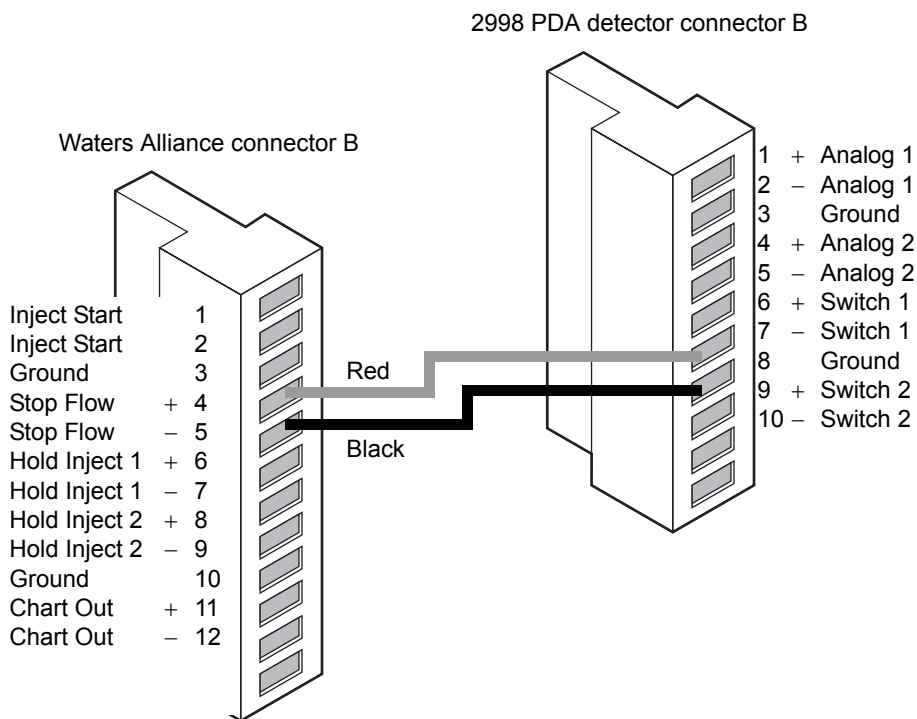 2998 PDA detector connector B
Waters Alliance connector B
1 + Analog 1
2 – Analog 1
3 Ground
4 + Analog 2
5 – Analog 2
6 + Switch 1
7 – Switch 1
8 Ground
9 + Switch 2
10 – Switch 2
Inject Start 1
Inject Start 2
Ground 3
Stop Flow + 4
Stop Flow – 5
Hold Inject 1 + 6
Hold Inject 1 – 7
Hold Inject 2 + 8
Hold Inject 2 – 9
Ground 10
Chart Out + 11
Chart Out – 12
Red
Black